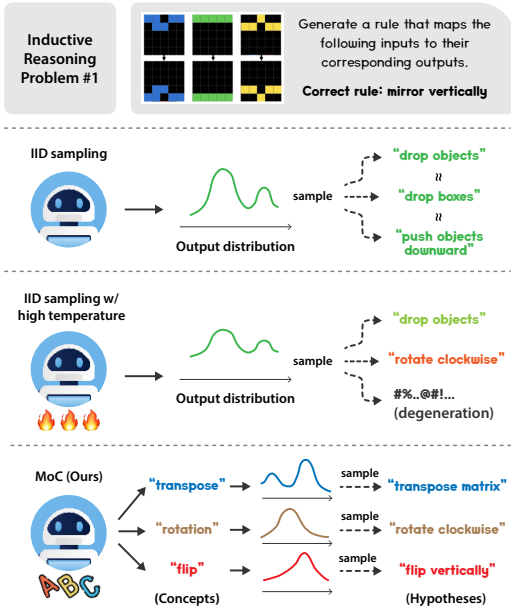 Inductive
Reasoning
Problem #1
Generate a rule that maps the
following inputs to their
corresponding outputs.
Correct rule: mirror vertically
IID sampling
Output distribution
sample
“drop objects”
≈
“drop boxes”
≈
“push objects
downward”
IID sampling w/
high temperature
Output distribution
sample
“drop objects”
“rotate clockwise”
#%..@#!...
(degeneration)
MoC (Ours)
ABC
“transpose”
sample
“transpose matrix”
“rotation”
sample
“rotate clockwise”
“flip”
sample
“flip vertically”
(Concepts)
(Hypotheses)